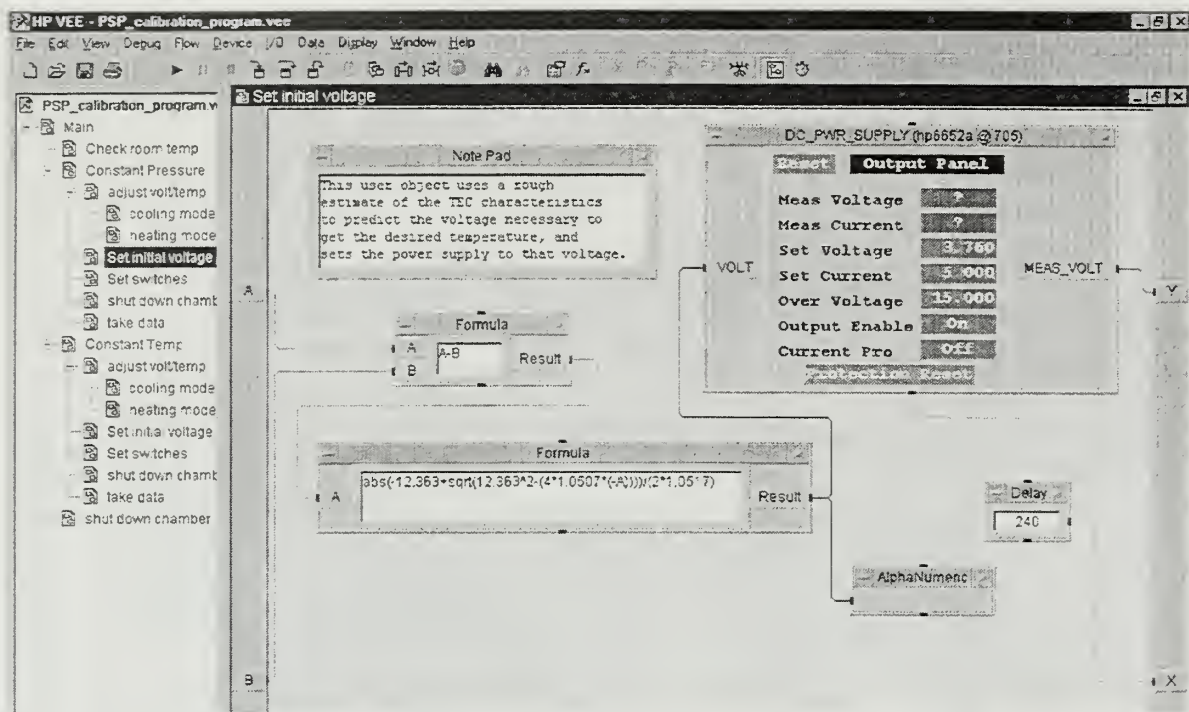 HP VEE - PSP_calibration_program.vee
File Edit View Debug Flow Device I/O Data Display Window Help
PSP_calibration_program.v
Main
Check room temp
Constant Pressure
adjust volt/temp
cooling mode
heating mode
Set initial voltage
Set switches
shut down chamb
take data
Constant Temp
adjust volt/temp
cooling mode
heating mode
Set initial voltage
Set switches
shut down chamb
take data
shut down chamber
Set initial voltage
A
B
Note Pad
This user object uses a rough
estimate of the TEC characteristics
to predict the voltage necessary to
get the desired temperature, and
sets the power supply to that voltage.
Formula
A
B
A-B
Result
Formula
A
abs(-12.363+sqrt(12.363^2-(4*1.0507*(-A))))/(2*1.0517)
Result
DC_PWR_SUPPLY (hp6652a @ 705)
Reset Output Panel
VOLT
Meas Voltage ?
Meas Current ?
Set Voltage 3.760
Set Current 5.000
Over Voltage 15.000
Output Enable On
Current Pro Off
Protection Reset
MEAS_VOLT
Y
Delay
240
AlphaNumeric
X